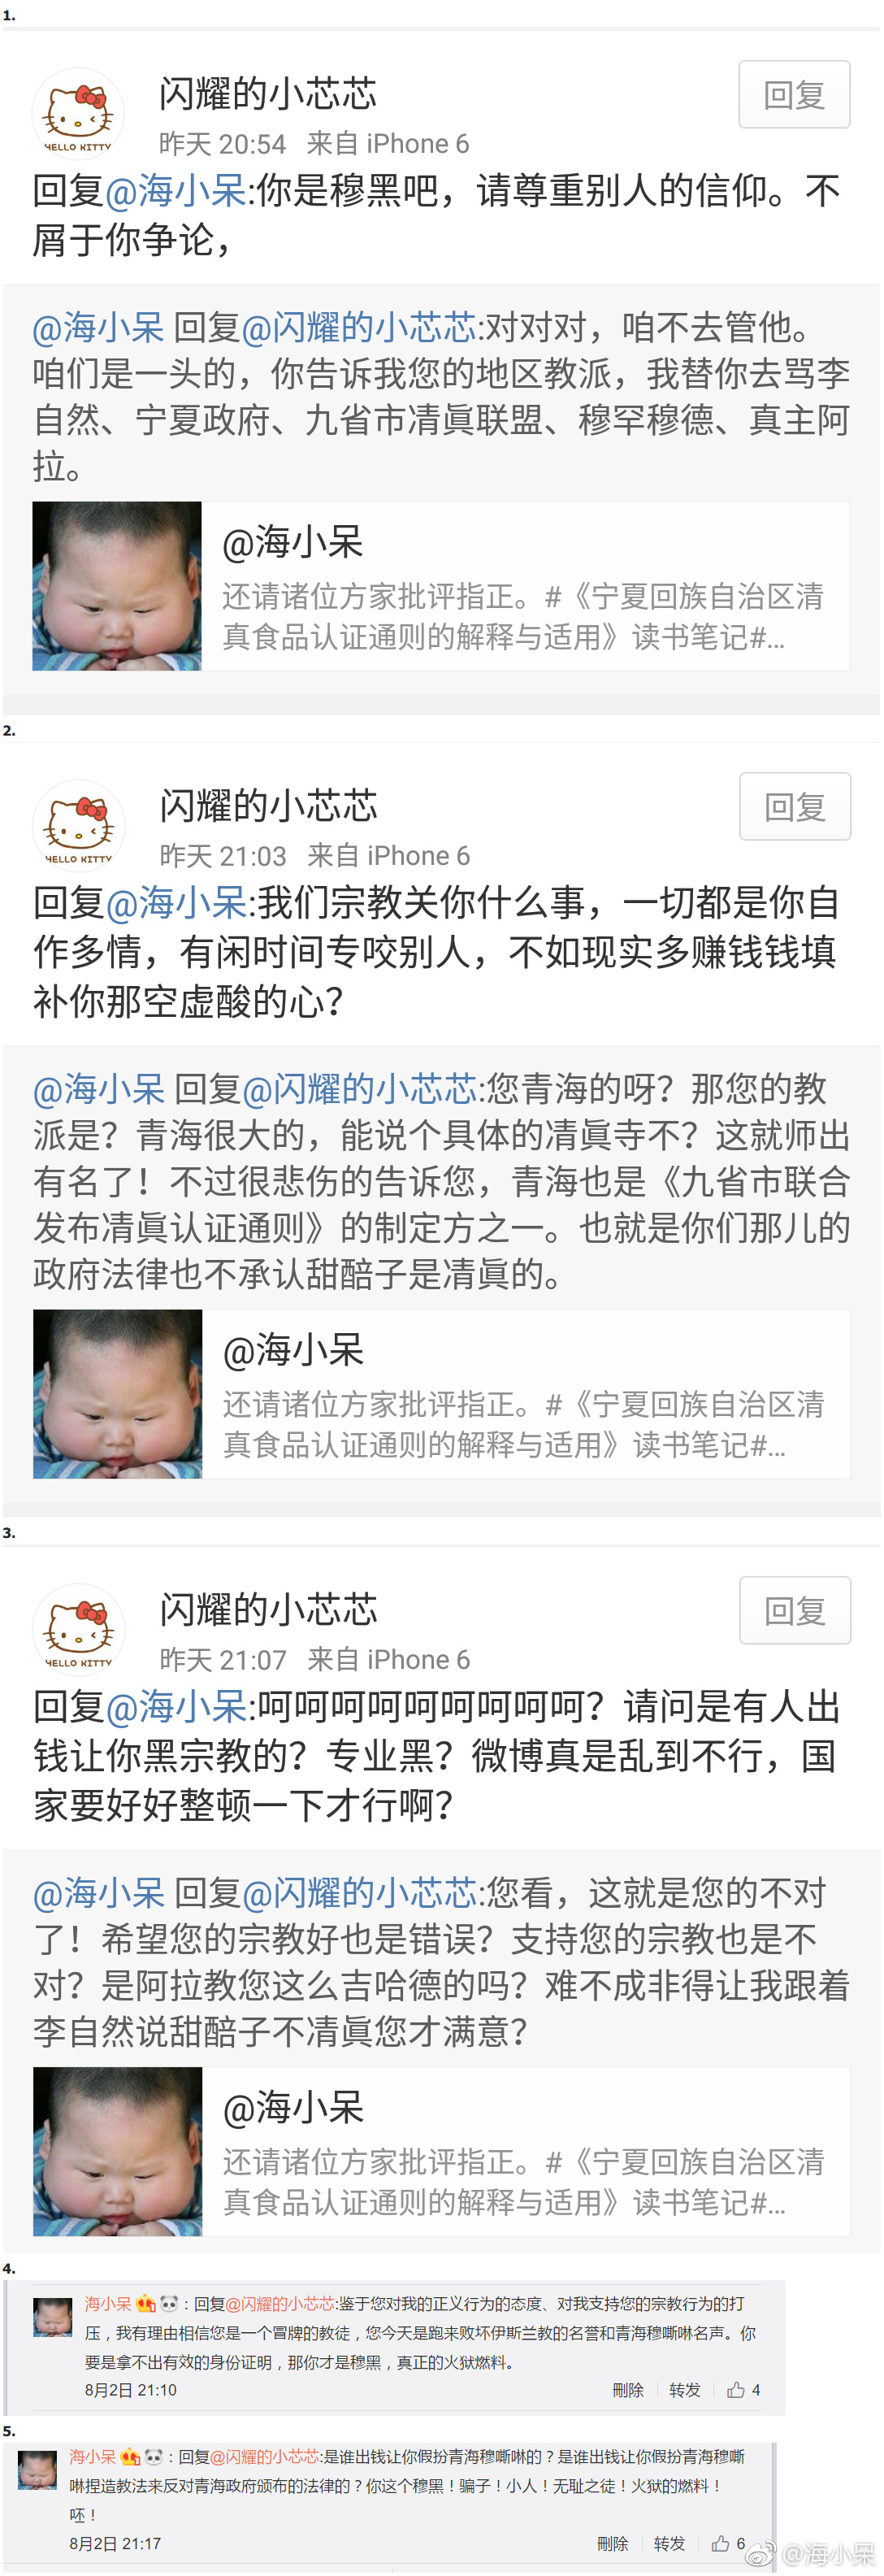 1.
闪耀的小芯芯
回复
昨天 20:54 来自 iPhone 6
回复@海小呆:你是穆黑吧，请尊重别人的信仰。不
屑于你争论，
@海小呆 回复@闪耀的小芯芯:对对对，咱不去管他。
咱们是一头的，你告诉我您的地区教派，我替你去骂李
自然、宁夏政府、九省市凊眞联盟、穆罕穆德、真主阿
拉。
@海小呆
还请诸位方家批评指正。#《宁夏回族自治区清
真食品认证通则的解释与适用》读书笔记#...
HELLO KITTY
2.
闪耀的小芯芯
回复
昨天 21:03 来自 iPhone 6
回复@海小呆:我们宗教关你什么事，一切都是你自
作多情，有闲时间专咬别人，不如现实多赚钱钱填
补你那空虚酸的心？
@海小呆 回复@闪耀的小芯芯:您青海的呀？那您的教
派是？青海很大的，能说个具体的凊眞寺不？这就师出
有名了！不过很悲伤的告诉您，青海也是《九省市联合
发布凊眞认证通则》的制定方之一。也就是你们那儿的
政府法律也不承认甜醅子是凊眞的。
@海小呆
还请诸位方家批评指正。#《宁夏回族自治区清
真食品认证通则的解释与适用》读书笔记#...
HELLO KITTY
3.
闪耀的小芯芯
回复
昨天 21:07 来自 iPhone 6
回复@海小呆:呵呵呵呵呵呵呵呵呵？请问是有人出
钱让你黑宗教的？专业黑？微博真是乱到不行，国
家要好好整顿一下才行啊？
@海小呆 回复@闪耀的小芯芯:您看，这就是您的不对
了！希望您的宗教好也是错误？支持您的宗教也是不
对？是阿拉教您这么吉哈德的吗？难不成非得让我跟着
李自然说甜醅子不凊眞您才满意？
@海小呆
还请诸位方家批评指正。#《宁夏回族自治区清
真食品认证通则的解释与适用》读书笔记#...
HELLO KITTY
4.
海小呆：回复@闪耀的小芯芯:鉴于您对我的正义行为的态度、对我支持您的宗教行为的打
压，我有理由相信您是一个冒牌的教徒，您今天是跑来败坏伊斯兰教的名誉和青海穆嘶啉名声。你
要是拿不出有效的身份证明，那你才是穆黑，真正的火狱燃料。
8月2日 21:10 删除 转发 4
5.
海小呆：回复@闪耀的小芯芯:是谁出钱让你假扮青海穆嘶啉的？是谁出钱让你假扮青海穆嘶
啉捏造教法来反对青海政府颁布的法律的？你这个穆黑！骗子！小人！无耻之徒！火狱的燃料！
呸！
8月2日 21:17 删除 转发 6
@海小呆